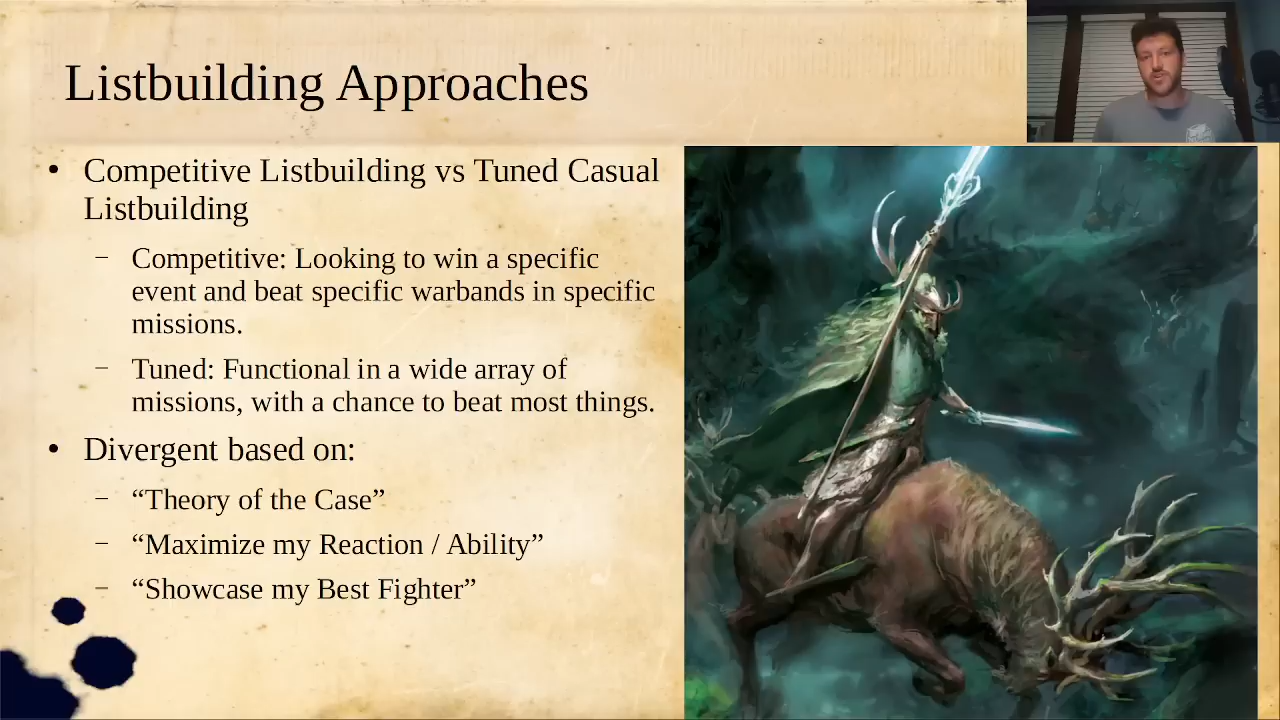 Listbuilding Approaches
• Competitive Listbuilding vs Tuned Casual
Listbuilding
– Competitive: Looking to win a specific
event and beat specific warbands in specific
missions.
– Tuned: Functional in a wide array of
missions, with a chance to beat most things.
• Divergent based on:
– “Theory of the Case”
– “Maximize my Reaction / Ability”
– “Showcase my Best Fighter”